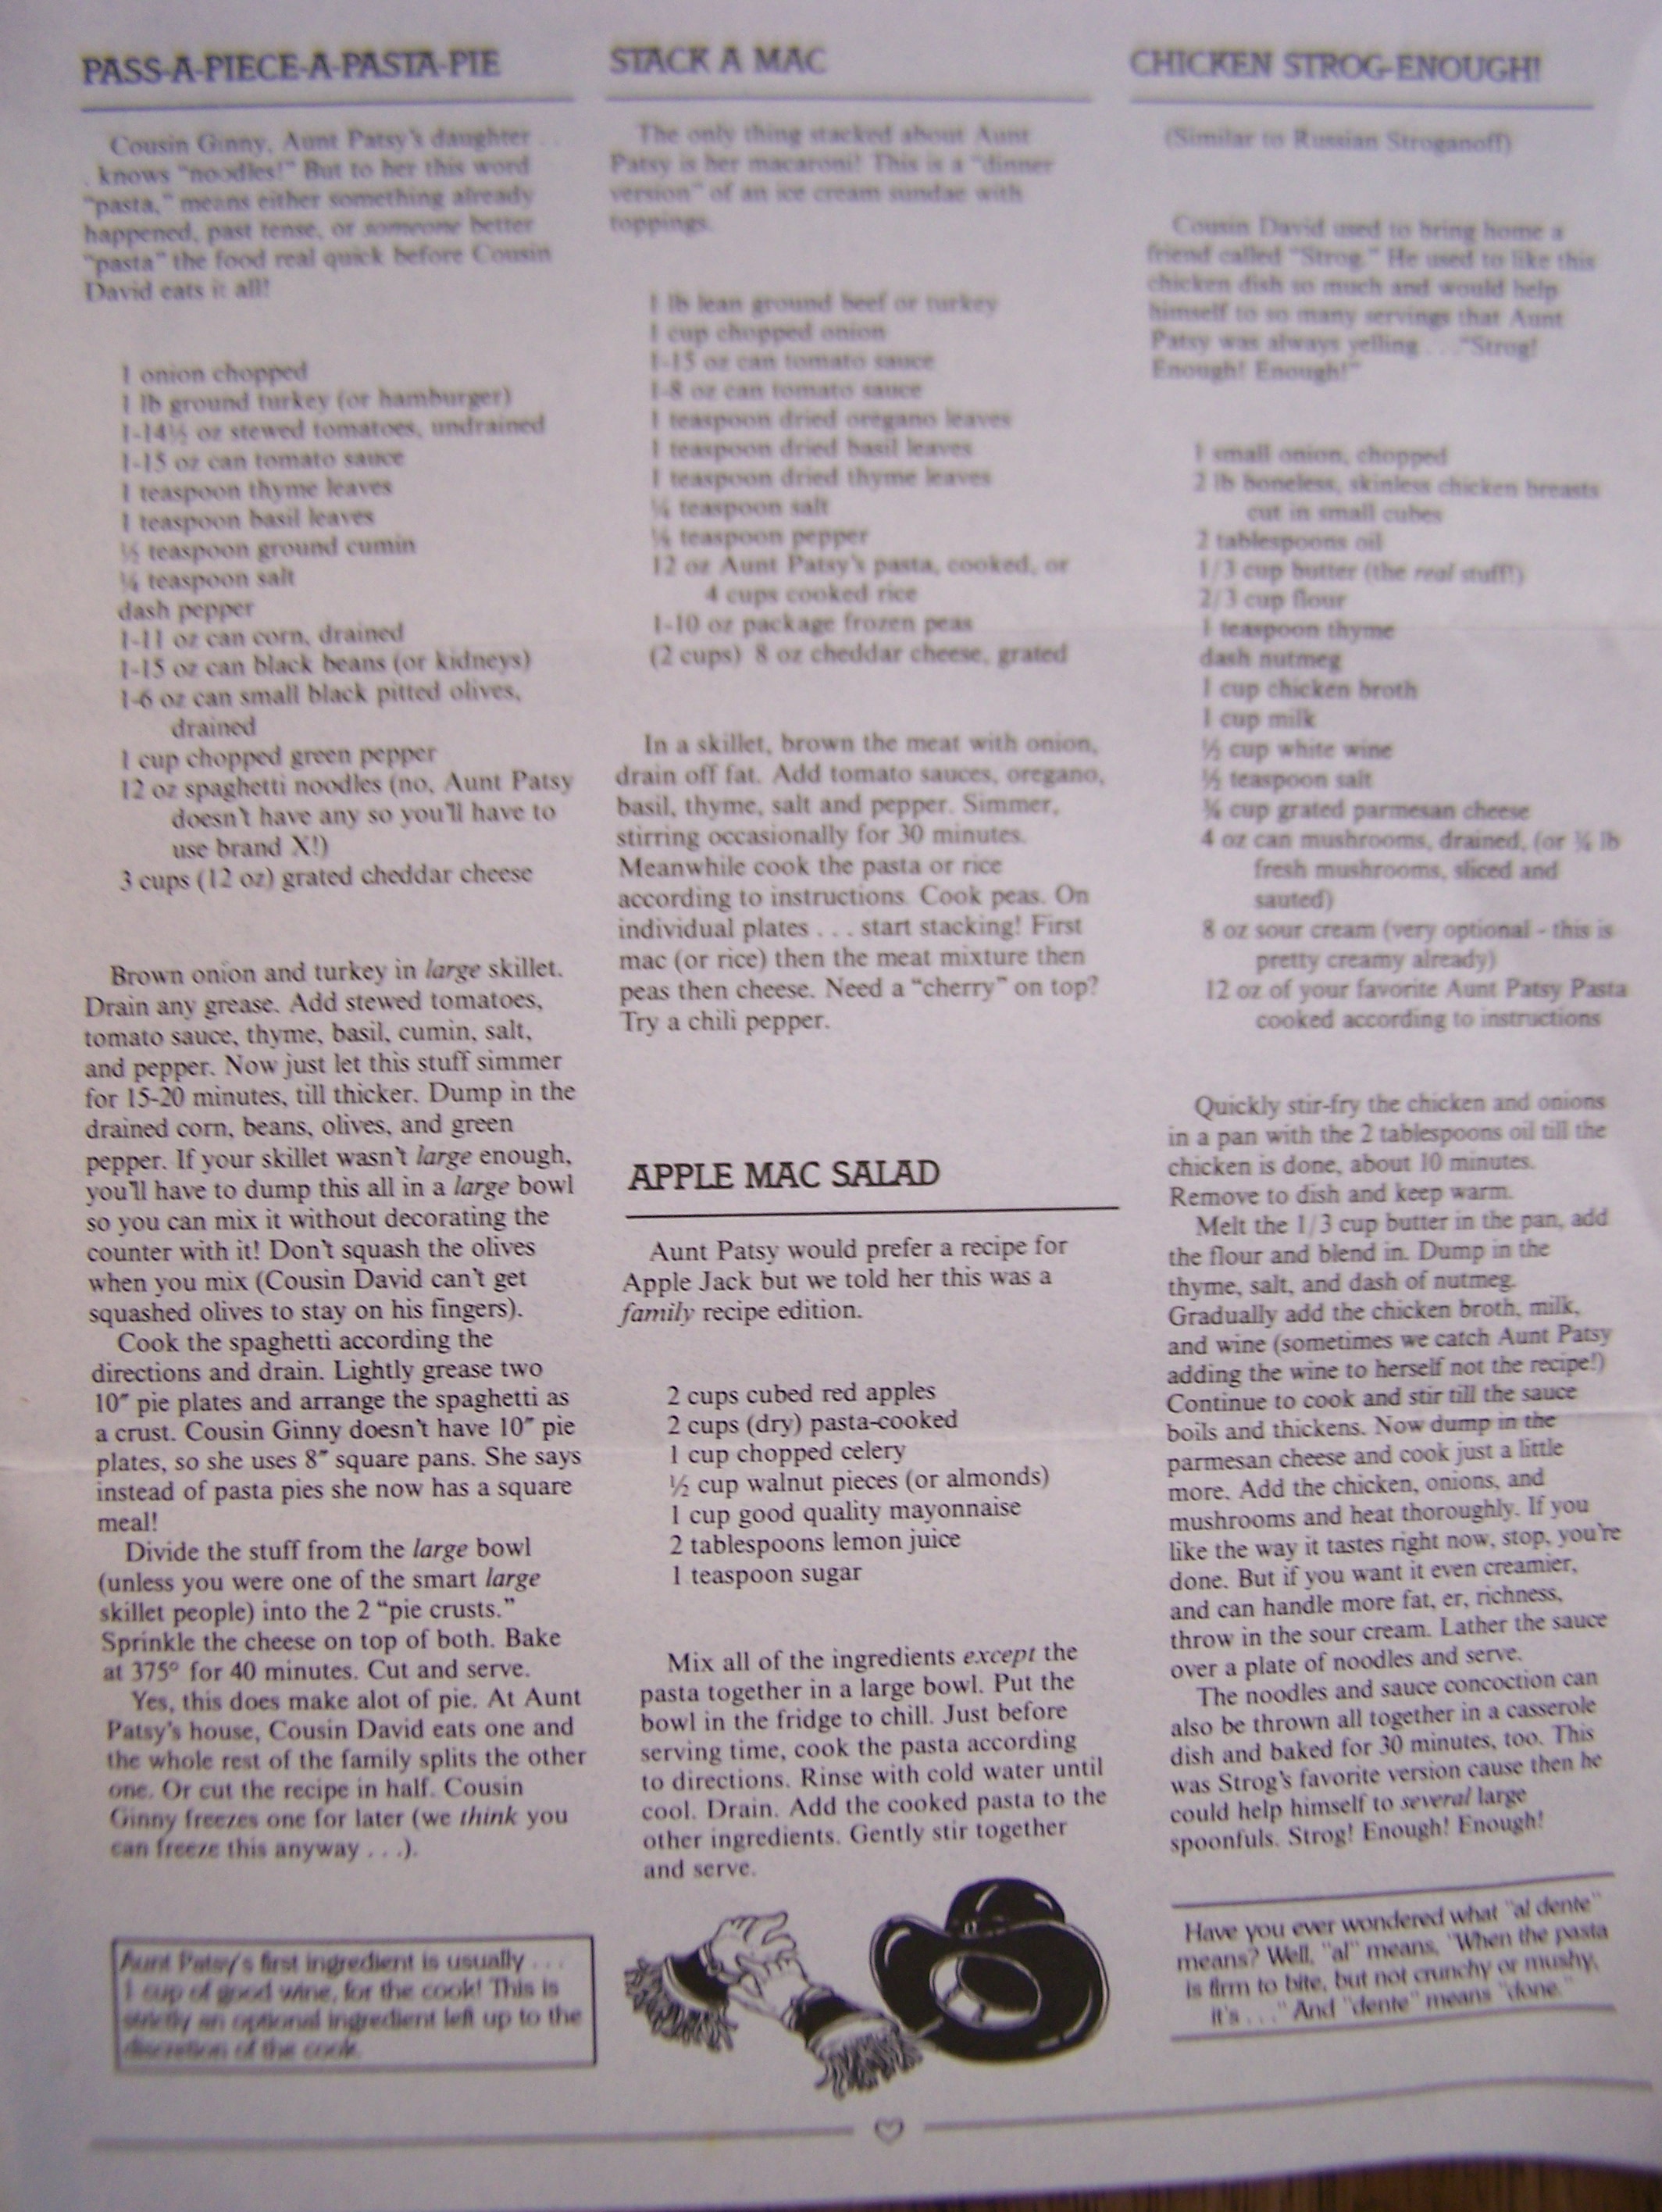 PASS-A-PIECE-A-PASTA-PIE
Cousin Ginny, Aunt Patsy's daughter . .
. knows "noodles!" But to her this word
"pasta," means either something already
happened, past tense, or someone better
"pasta" the food real quick before Cousin
David eats it all!
1 onion chopped
1 lb ground turkey (or hamburger)
1-14½ oz stewed tomatoes, undrained
1-15 oz can tomato sauce
1 teaspoon thyme leaves
1 teaspoon basil leaves
½ teaspoon ground cumin
¼ teaspoon salt
dash pepper
1-11 oz can corn, drained
1-15 oz can black beans (or kidneys)
1-6 oz can small black pitted olives,
drained
1 cup chopped green pepper
12 oz spaghetti noodles (no, Aunt Patsy
doesn't have any so you'll have to
use brand X!)
3 cups (12 oz) grated cheddar cheese
Brown onion and turkey in large skillet.
Drain any grease. Add stewed tomatoes,
tomato sauce, thyme, basil, cumin, salt,
and pepper. Now just let this stuff simmer
for 15-20 minutes, till thicker. Dump in the
drained corn, beans, olives, and green
pepper. If your skillet wasn't large enough,
you'll have to dump this all in a large bowl
so you can mix it without decorating the
counter with it! Don't squash the olives
when you mix (Cousin David can't get
squashed olives to stay on his fingers).
Cook the spaghetti according the
directions and drain. Lightly grease two
10″ pie plates and arrange the spaghetti as
a crust. Cousin Ginny doesn't have 10″ pie
plates, so she uses 8″ square pans. She says
instead of pasta pies she now has a square
meal!
Divide the stuff from the large bowl
(unless you were one of the smart large
skillet people) into the 2 "pie crusts."
Sprinkle the cheese on top of both. Bake
at 375° for 40 minutes. Cut and serve.
Yes, this does make alot of pie. At Aunt
Patsy's house, Cousin David eats one and
the whole rest of the family splits the other
one. Or cut the recipe in half. Cousin
Ginny freezes one for later (we think you
can freeze this anyway . . .).
Aunt Patsy's first ingredient is usually . . .
1 cup of good wine, for the cook! This is
strictly an optional ingredient left up to the
discretion of the cook.
STACK A MAC
The only thing stacked about Aunt
Patsy is her macaroni! This is a "dinner
version" of an ice cream sundae with
toppings.
1 lb lean ground beef or turkey
1 cup chopped onion
1-15 oz can tomato sauce
1-8 oz can tomato sauce
1 teaspoon dried oregano leaves
1 teaspoon dried basil leaves
1 teaspoon dried thyme leaves
¼ teaspoon salt
¼ teaspoon pepper
12 oz Aunt Patsy's pasta, cooked, or
4 cups cooked rice
1-10 oz package frozen peas
(2 cups) 8 oz cheddar cheese, grated
In a skillet, brown the meat with onion,
drain off fat. Add tomato sauces, oregano,
basil, thyme, salt and pepper. Simmer,
stirring occasionally for 30 minutes.
Meanwhile cook the pasta or rice
according to instructions. Cook peas. On
individual plates . . . start stacking! First
mac (or rice) then the meat mixture then
peas then cheese. Need a "cherry" on top?
Try a chili pepper.
APPLE MAC SALAD
Aunt Patsy would prefer a recipe for
Apple Jack but we told her this was a
family recipe edition.
2 cups cubed red apples
2 cups (dry) pasta-cooked
1 cup chopped celery
½ cup walnut pieces (or almonds)
1 cup good quality mayonnaise
2 tablespoons lemon juice
1 teaspoon sugar
Mix all of the ingredients except the
pasta together in a large bowl. Put the
bowl in the fridge to chill. Just before
serving time, cook the pasta according
to directions. Rinse with cold water until
cool. Drain. Add the cooked pasta to the
other ingredients. Gently stir together
and serve.
CHICKEN STROG-ENOUGH!
(Similar to Russian Stroganoff)
Cousin David used to bring home a
friend called "Strog." He used to like this
chicken dish so much and would help
himself to so many servings that Aunt
Patsy was always yelling . . . "Strog!
Enough! Enough!"
1 small onion, chopped
2 lb boneless, skinless chicken breasts
cut in small cubes
2 tablespoons oil
1/3 cup butter (the real stuff!)
2/3 cup flour
1 teaspoon thyme
dash nutmeg
1 cup chicken broth
1 cup milk
½ cup white wine
½ teaspoon salt
cup grated parmesan cheese
4 oz can mushrooms, drained, (or lb
fresh mushrooms, sliced and
sauted)
8 oz sour cream (very optional - this is
pretty creamy already)
12 oz of your favorite Aunt Patsy Pasta
cooked according to instructions
Quickly stir-fry the chicken and onions
in a pan with the 2 tablespoons oil till the
chicken is done, about 10 minutes.
Remove to dish and keep warm.
Melt the 1/3 cup butter in the pan, add
the flour and blend in. Dump in the
thyme, salt, and dash of nutmeg.
Gradually add the chicken broth, milk,
and wine (sometimes we catch Aunt Patsy
adding the wine to herself not the recipe!)
Continue to cook and stir till the sauce
boils and thickens. Now dump in the
parmesan cheese and cook just a little
more. Add the chicken, onions, and
mushrooms and heat thoroughly. If you
like the way it tastes right now, stop, you're
done. But if you want it even creamier,
and can handle more fat, er, richness,
throw in the sour cream. Lather the sauce
over a plate of noodles and serve.
The noodles and sauce concoction can
also be thrown all together in a casserole
dish and baked for 30 minutes, too. This
was Strog's favorite version cause then he
could help himself to several large
spoonfuls. Strog! Enough! Enough!
Have you ever wondered what "al dente"
means? Well, "al" means, "When the pasta
is firm to bite, but not crunchy or mushy,
it's . . ." And "dente" means "done."